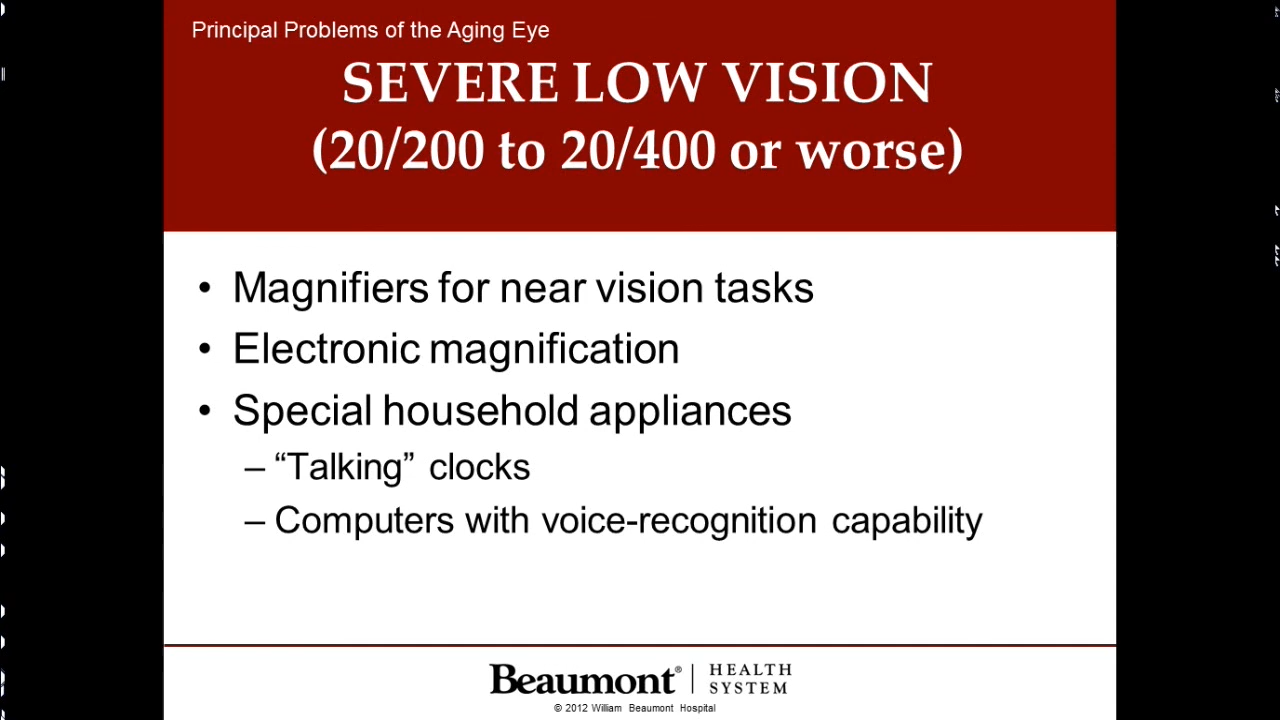 Principal Problems of the Aging Eye
SEVERE LOW VISION
(20/200 to 20/400 or worse)
• Magnifiers for near vision tasks
• Electronic magnification
• Special household appliances
– “Talking” clocks
– Computers with voice-recognition capability
Beaumont® | HEALTH
SYSTEM
© 2012 William Beaumont Hospital